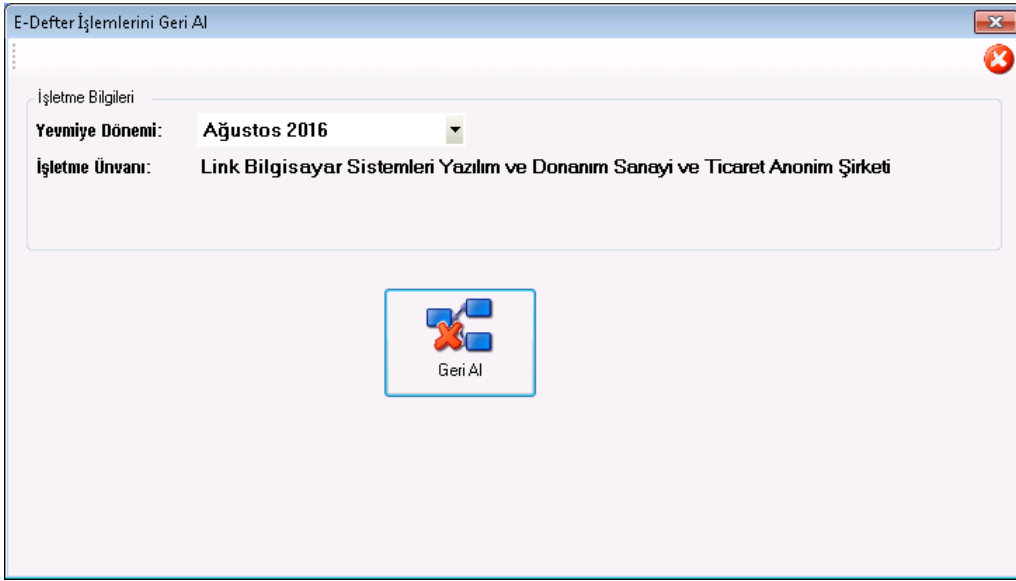 E-Defter İşlemlerini Geri Al
İşletme Bilgileri
Yevmiye Dönemi: Ağustos 2016
İşletme Ünvanı: Link Bilgisayar Sistemleri Yazılım ve Donanım Sanayi ve Ticaret Anonim Şirketi
Geri Al